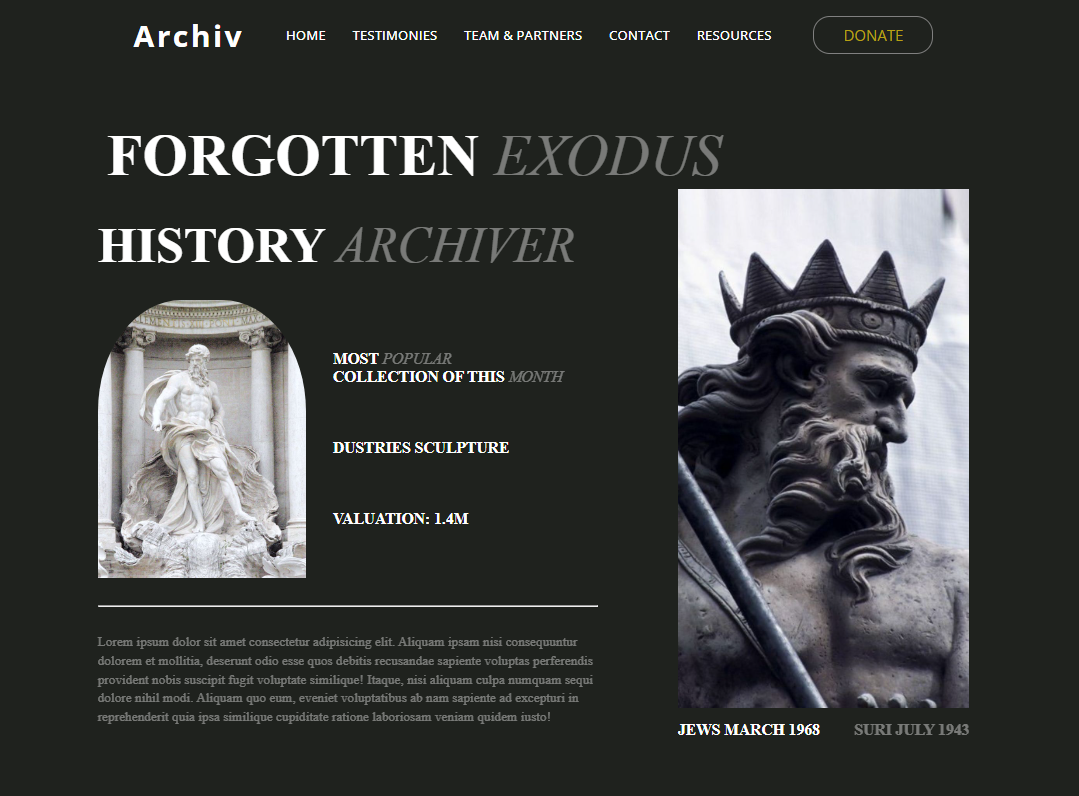 Archiv
HOME TESTIMONIES TEAM & PARTNERS CONTACT RESOURCES DONATE
FORGOTTEN EXODUS
HISTORY ARCHIVER
MOST POPULAR
COLLECTION OF THIS MONTH
DUSTRIES SCULPTURE
VALUATION: 1.4M
Lorem ipsum dolor sit amet consectetur adipisicing elit. Aliquam ipsam nisi consequuntur
dolorem et mollitia, deserunt odio esse quos debitis recusandae sapiente voluptas perferendis
provident nobis suscipit fugit voluptate similique! Itaque, nisi aliquam culpa numquam sequi
dolore nihil modi. Aliquam quo eum, eveniet voluptatibus ab nam sapiente ad excepturi in
reprehenderit quia ipsa similique cupiditate ratione laboriosam veniam quidem iusto!
JEWS MARCH 1968 SURI JULY 1943